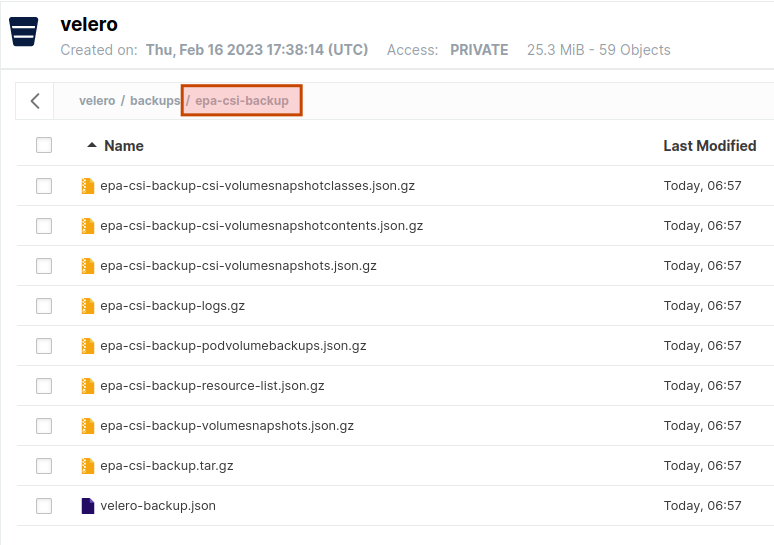 velero
Created on: Thu, Feb 16 2023 17:38:14 (UTC) Access: PRIVATE 25.3 MiB - 59 Objects
velero / backups / epa-csi-backup
Name Last Modified
epa-csi-backup-csi-volumesnapshotclasses.json.gz Today, 06:57
epa-csi-backup-csi-volumesnapshotcontents.json.gz Today, 06:57
epa-csi-backup-csi-volumesnapshots.json.gz Today, 06:57
epa-csi-backup-logs.gz Today, 06:57
epa-csi-backup-podvolumebackups.json.gz Today, 06:57
epa-csi-backup-resource-list.json.gz Today, 06:57
epa-csi-backup-volumesnapshots.json.gz Today, 06:57
epa-csi-backup.tar.gz Today, 06:57
velero-backup.json Today, 06:57